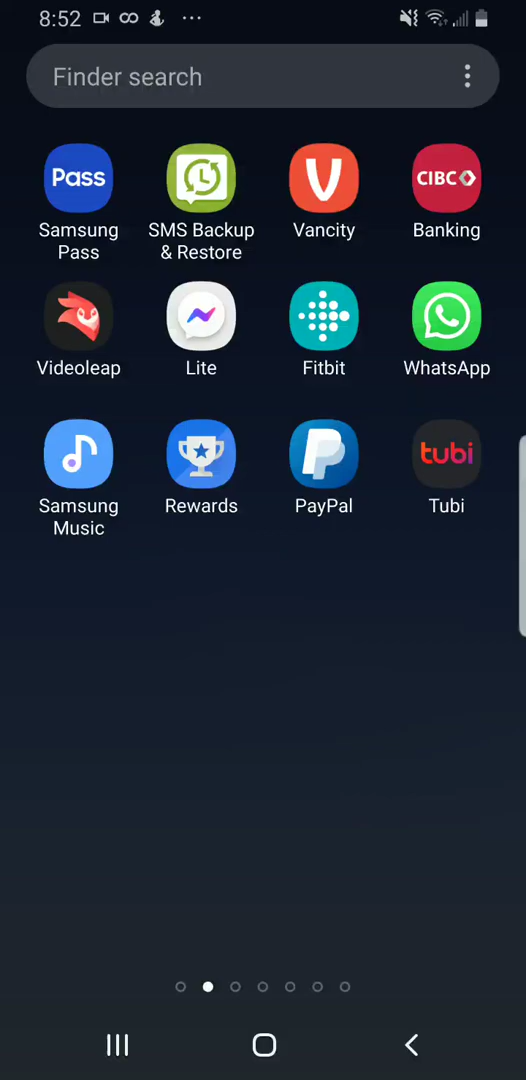 8:52
Finder search
Pass
CIBC
Samsung Pass
SMS Backup & Restore
Vancity
Banking
Videoleap
Lite
Fitbit
WhatsApp
tubi
Samsung Music
Rewards
PayPal
Tubi